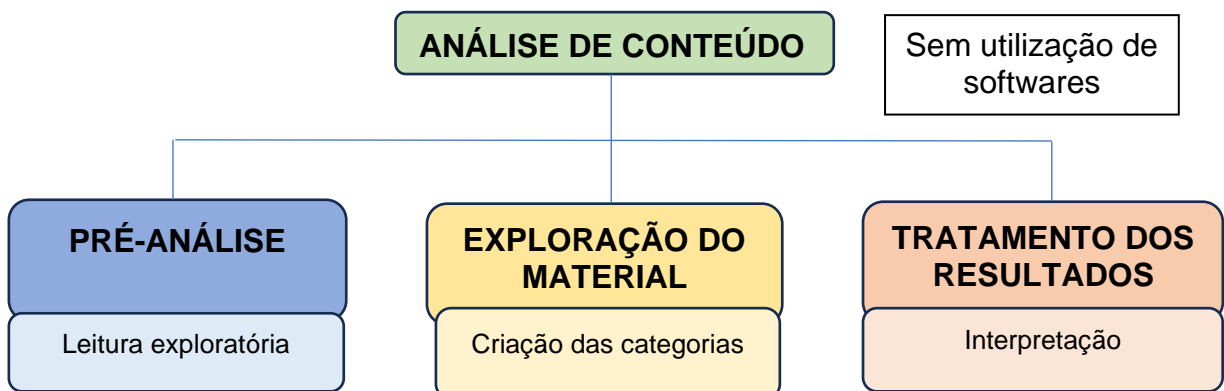 ANÁLISE DE CONTEÚDO
Sem utilização de
softwares
PRÉ-ANÁLISE
Leitura exploratória
EXPLORAÇÃO DO
MATERIAL
Criação das categorias
TRATAMENTO DOS
RESULTADOS
Interpretação